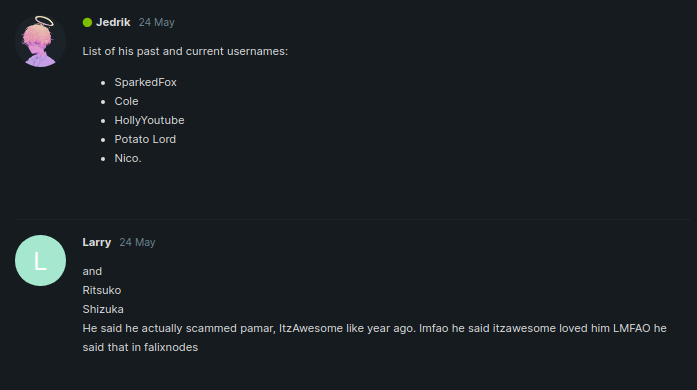 Jedrik 24 May
List of his past and current usernames:
SparkedFox
Cole
HollyYoutube
Potato Lord
Nico.
L
Larry 24 May
and
Ritsuko
Shizuka
He said he actually scammed pamar, ItzAwesome like year ago. lmfao he said itzawesome loved him LMFAO he
said that in falixnodes